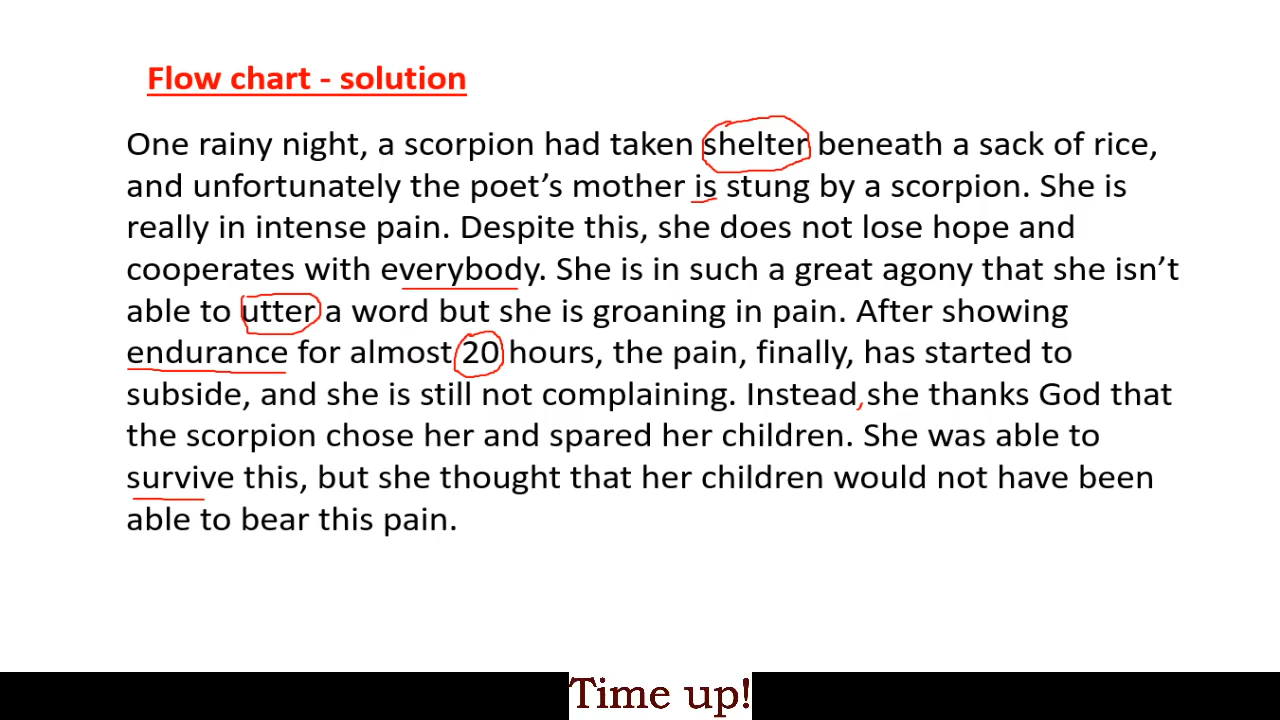 Flow chart - solution
One rainy night, a scorpion had taken shelter beneath a sack of rice,
and unfortunately the poet's mother is stung by a scorpion. She is
really in intense pain. Despite this, she does not lose hope and
cooperates with everybody. She is in such a great agony that she isn't
able to utter a word but she is groaning in pain. After showing
endurance for almost 20 hours, the pain, finally, has started to
subside, and she is still not complaining. Instead, she thanks God that
the scorpion chose her and spared her children. She was able to
survive this, but she thought that her children would not have been
able to bear this pain.
Time up!